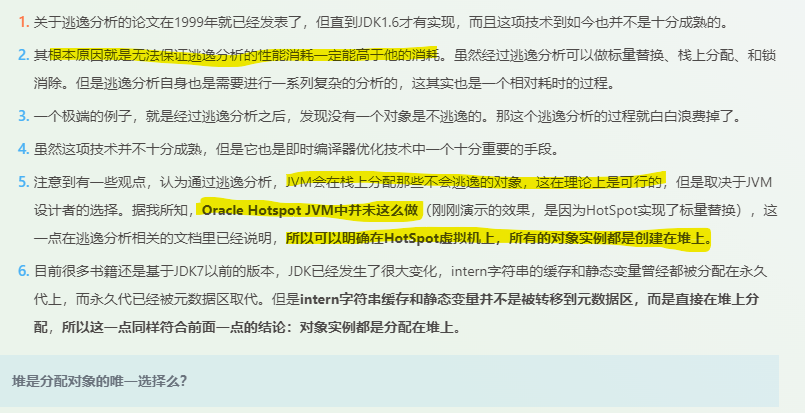 1. 关于逃逸分析的论文在1999年就已经发表了，但直到JDK1.6才有实现，而且这项技术到如今也并不是十分成熟的。
2. 其根本原因就是无法保证逃逸分析的性能消耗一定能高于他的消耗。虽然经过逃逸分析可以做标量替换、栈上分配、和锁
消除。但是逃逸分析自身也是需要进行一系列复杂的分析的，这其实也是一个相对耗时的过程。
3. 一个极端的例子，就是经过逃逸分析之后，发现没有一个对象是不逃逸的。那这个逃逸分析的过程就白白浪费掉了。
4. 虽然这项技术并不十分成熟，但是它也是即时编译器优化技术中一个十分重要的手段。
5. 注意到有一些观点，认为通过逃逸分析，JVM会在栈上分配那些不会逃逸的对象，这在理论上是可行的，但是取决于JVM
设计者的选择。据我所知，Oracle Hotspot JVM中并未这么做（刚刚演示的效果，是因为HotSpot实现了标量替换），这
一点在逃逸分析相关的文档里已经说明，所以可以明确在HotSpot虚拟机上，所有的对象实例都是创建在堆上。
6. 目前很多书籍还是基于JDK7以前的版本，JDK已经发生了很大变化，intern字符串的缓存和静态变量曾经都被分配在永久
代上，而永久代已经被元数据区取代。但是intern字符串缓存和静态变量并不是被转移到元数据区，而是直接在堆上分
配，所以这一点同样符合前面一点的结论：对象实例都是分配在堆上。
堆是分配对象的唯一选择么？